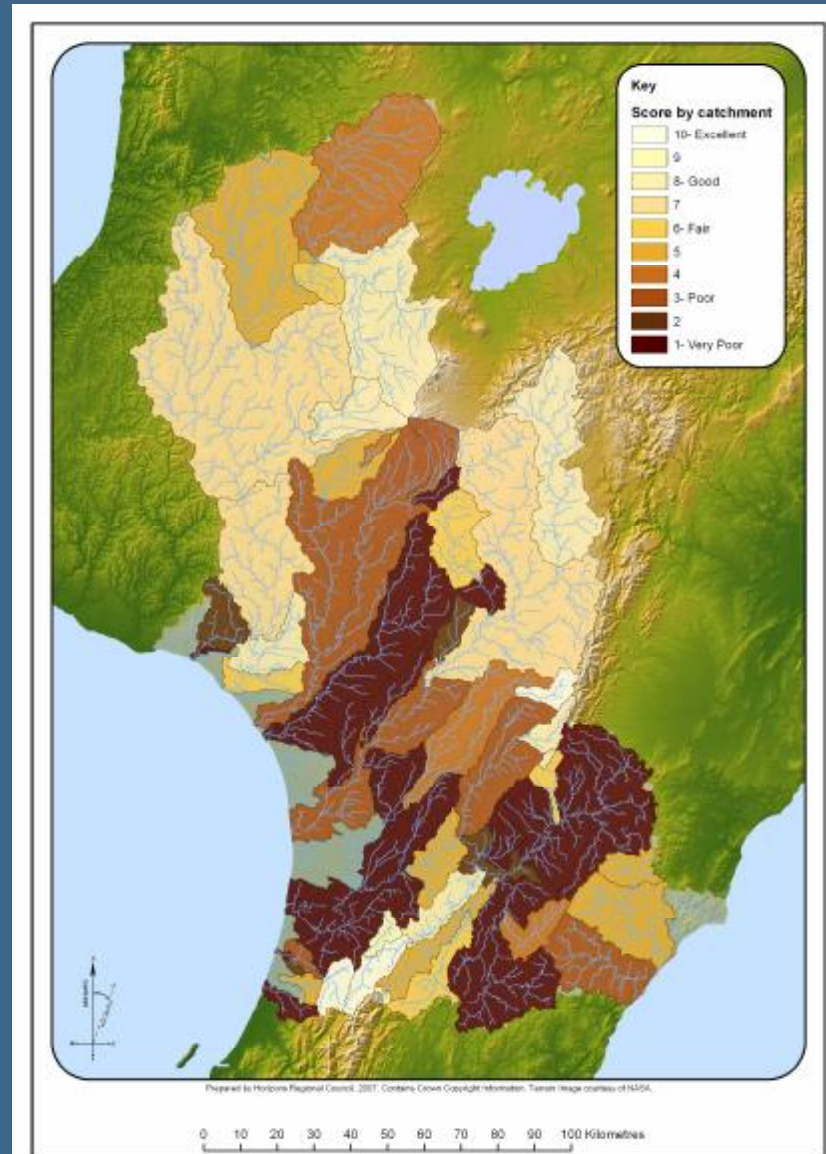 Key
Score by catchment
10- Excellent
9
8- Good
7
6- Fair
5
4
3- Poor
2
1- Very Poor
Prepared by Horizons Regional Council, 2007. Contains Crown Copyright Information. Terrain Image courtesy of NASA.
0 10 20 30 40 50 60 70 80 90 100 Kilometres